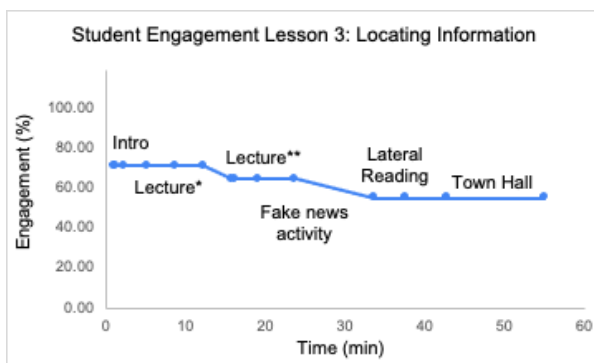 Student Engagement Lesson 3: Locating Information
Engagement (%)
100.00
80.00
60.00
40.00
20.00
0.00
Intro
Lecture*
Lecture**
Fake news
activity
Lateral
Reading
Town Hall
0 10 20 30 40 50 60
Time (min)